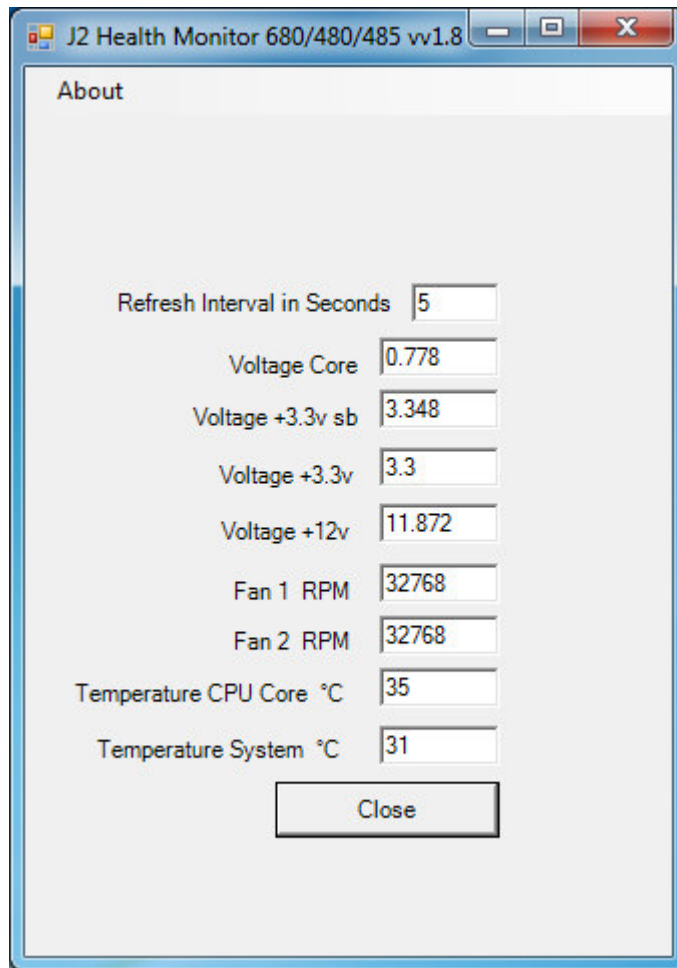 J2 Health Monitor 680/480/485 vv1.8
About
Refresh Interval in Seconds 5
Voltage Core 0.778
Voltage +3.3v sb 3.348
Voltage +3.3v 3.3
Voltage +12v 11.872
Fan 1 RPM 32768
Fan 2 RPM 32768
Temperature CPU Core °C 35
Temperature System °C 31
Close